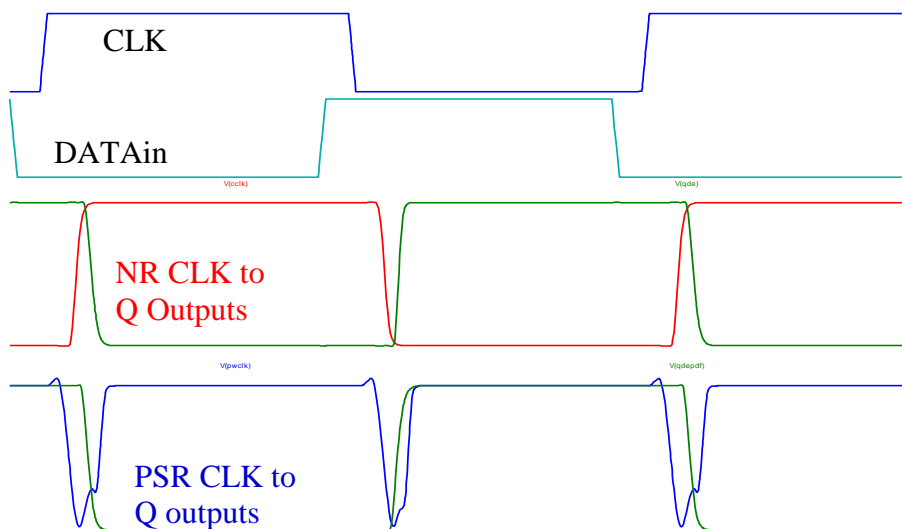 CLK
DATAin
V(cclk)
V(qde)
NR CLK to
Q Outputs
V(pwclk)
V(qdepdf)
PSR CLK to
Q outputs